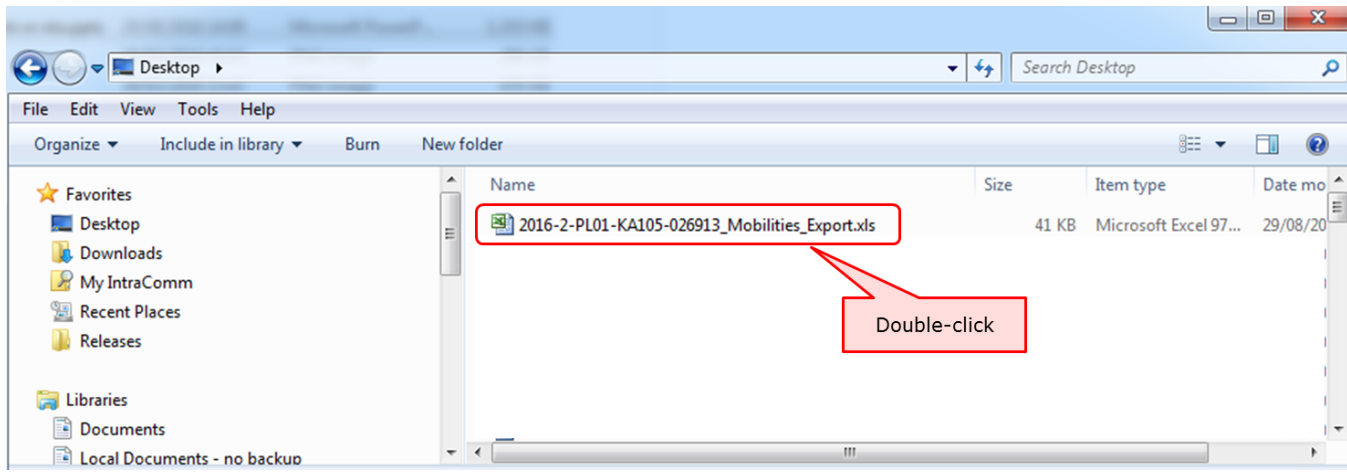 Desktop
Search Desktop
File Edit View Tools Help
Organize Include in library Burn New folder
Favorites
Desktop
Downloads
My IntraComm
Recent Places
Releases
Libraries
Documents
Local Documents - no backup
Name Size Item type Date mo
2016-2-PL01-KA105-026913_Mobilities_Export.xls 41 KB Microsoft Excel 97... 29/08/20
Double-click